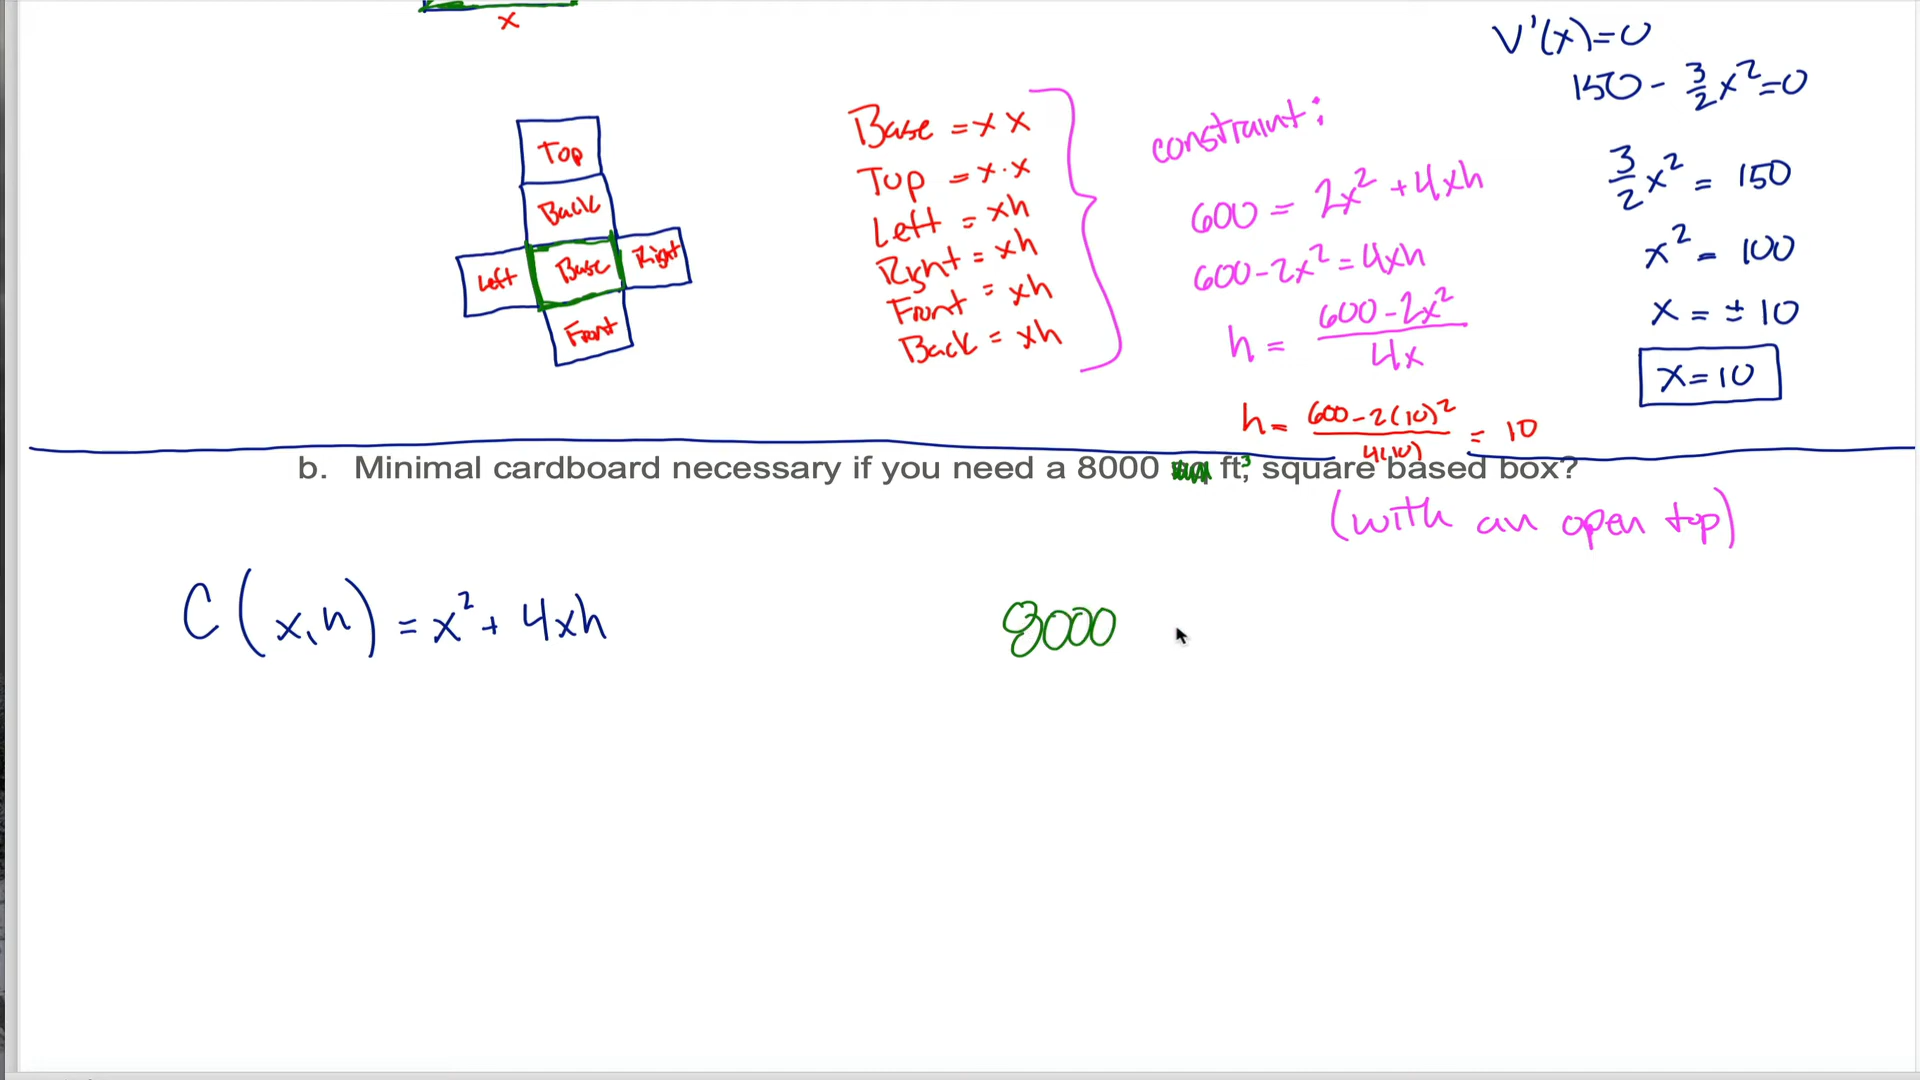 x
Top
Back
Left
Base
Right
Front
Base = x x
Top = x·x
Left = xh
Right = xh
Front = xh
Back = xh
constraint:
600 = 2x² + 4xh
600-2x² = 4xh
h = (600-2x²)/4x
h = (600-2(10)²)/4(10) = 10
V'(x)=0
150 - 3/2 x² = 0
3/2 x² = 150
x² = 100
x = ± 10
x = 10
b. Minimal cardboard necessary if you need a 8000 ft³, square based box?
(with an open top)
C(x,h) = x² + 4xh
8000